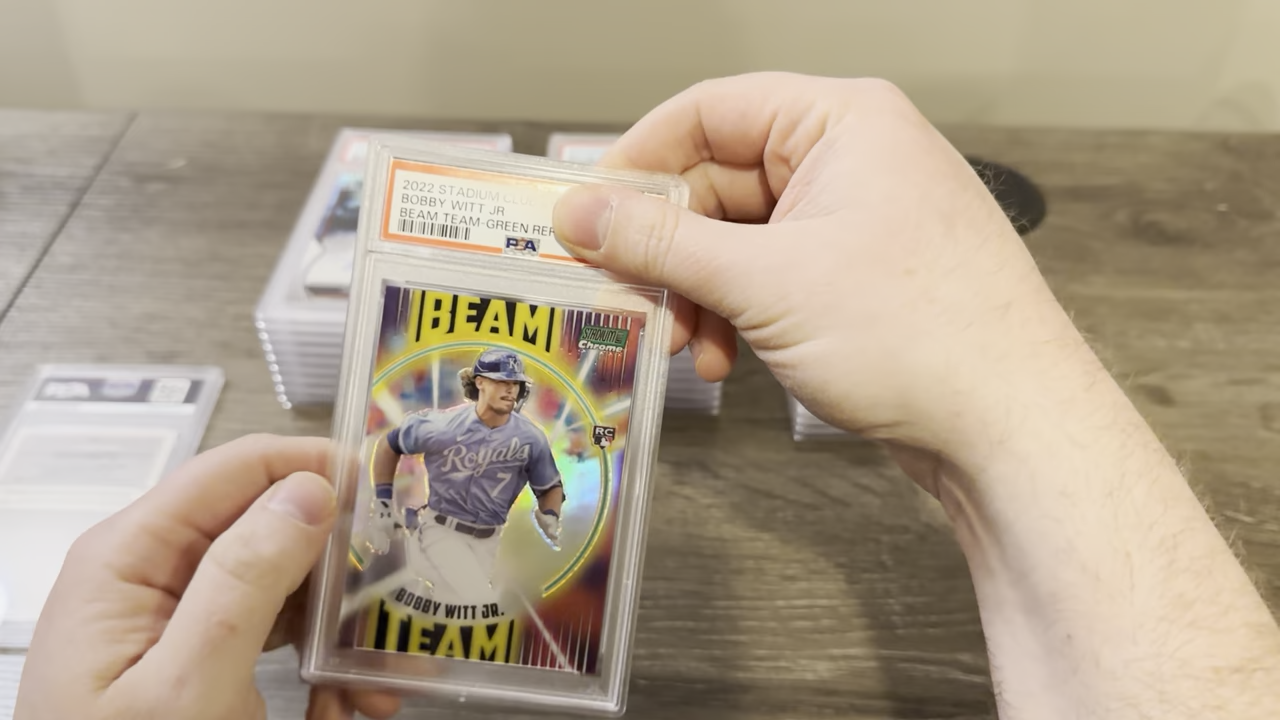 2022 STADIUM CLUB
BOBBY WITT JR
BEAM TEAM-GREEN REF
PSA
BEAM
STADIUM
Chrome
RC
Royals
7
BOBBY WITT JR.
TEAM